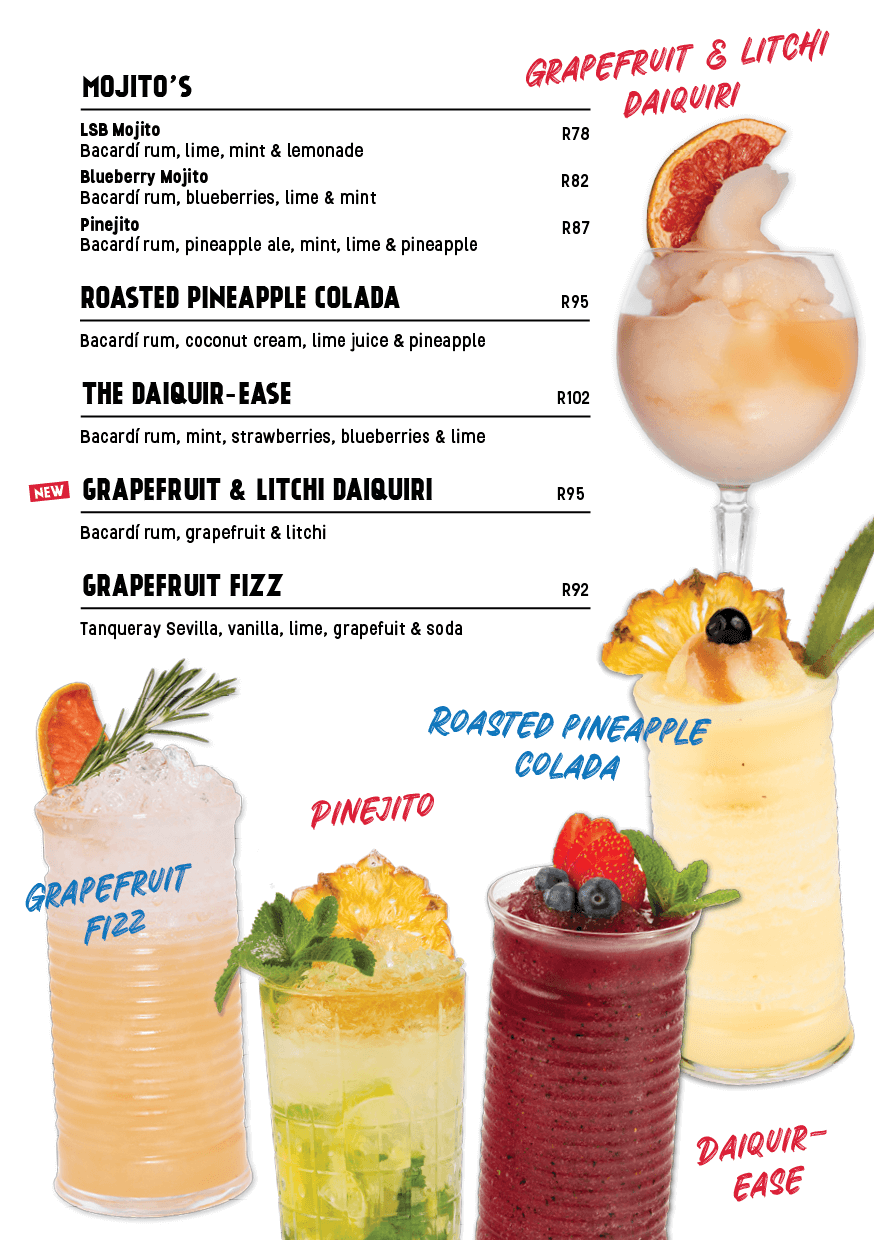 GRAPEFRUIT & LITCHI
DAIQUIRI
MOJITO'S
LSB Mojito R78
Bacardí rum, lime, mint & lemonade
Blueberry Mojito R82
Bacardí rum, blueberries, lime & mint
Pinejito R87
Bacardí rum, pineapple ale, mint, lime & pineapple
ROASTED PINEAPPLE COLADA R95
Bacardí rum, coconut cream, lime juice & pineapple
THE DAIQUIR-EASE R102
Bacardí rum, mint, strawberries, blueberries & lime
NEW GRAPEFRUIT & LITCHI DAIQUIRI R95
Bacardí rum, grapefruit & litchi
GRAPEFRUIT FIZZ R92
Tanqueray Sevilla, vanilla, lime, grapefuit & soda
ROASTED PINEAPPLE
COLADA
PINEJITO
GRAPEFRUIT
FIZZ
DAIQUIR-
EASE